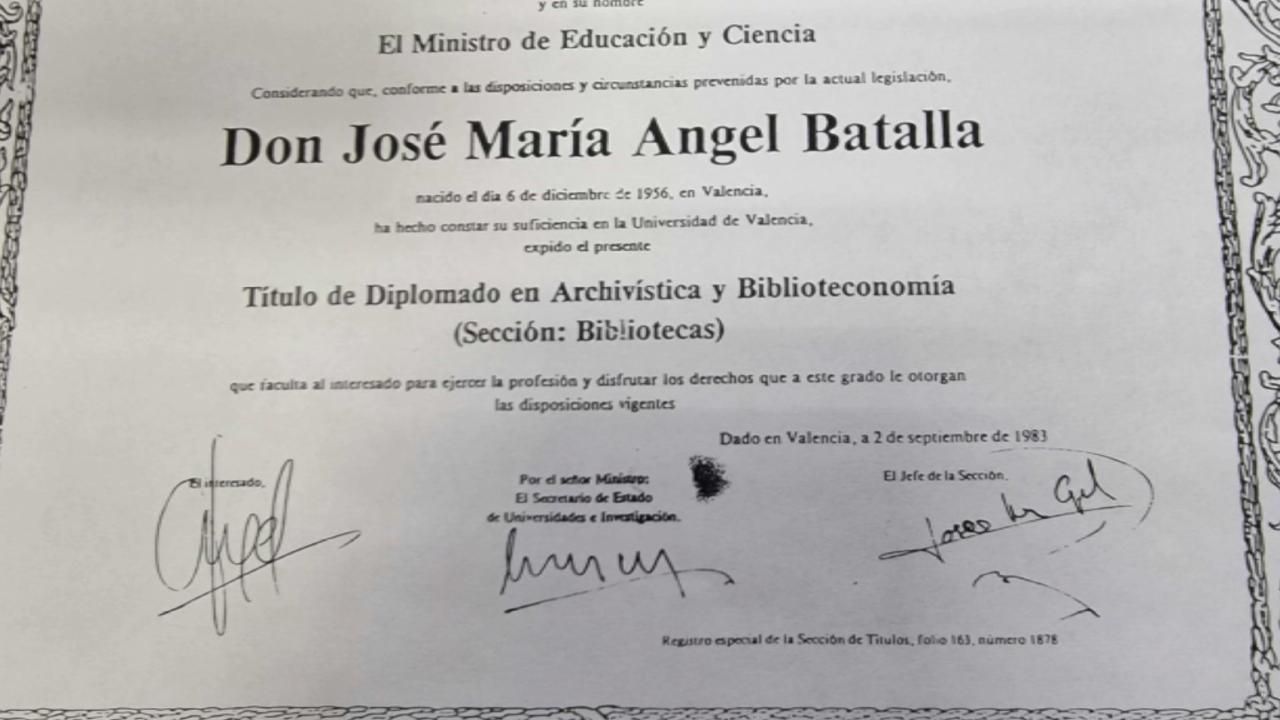 y en su nombre
El Ministro de Educación y Ciencia
Considerando que, conforme a las disposiciones y circunstancias prevenidas por la actual legislación,
Don José María Angel Batalla
nacido el dia 6 de diciembre de 1956, en Valencia,
ha hecho constar su suficiencia en la Universidad de Valencia,
expido el presente
Título de Diplomado en Archivística y Biblioteconomía
(Sección: Bibliotecas)
que faculta al interesado para ejercer la profesión y disfrutar los derechos que a este grado le otorgan
las disposiciones vigentes
Dado en Valencia, a 2 de septiembre de 1983
El interesado,
Por el señor Ministro:
El Secretario de Estado
de Universidades e Investigación.
El Jefe de la Sección.
Registro especial de la Sección de Titulos, folio 163, número 1878